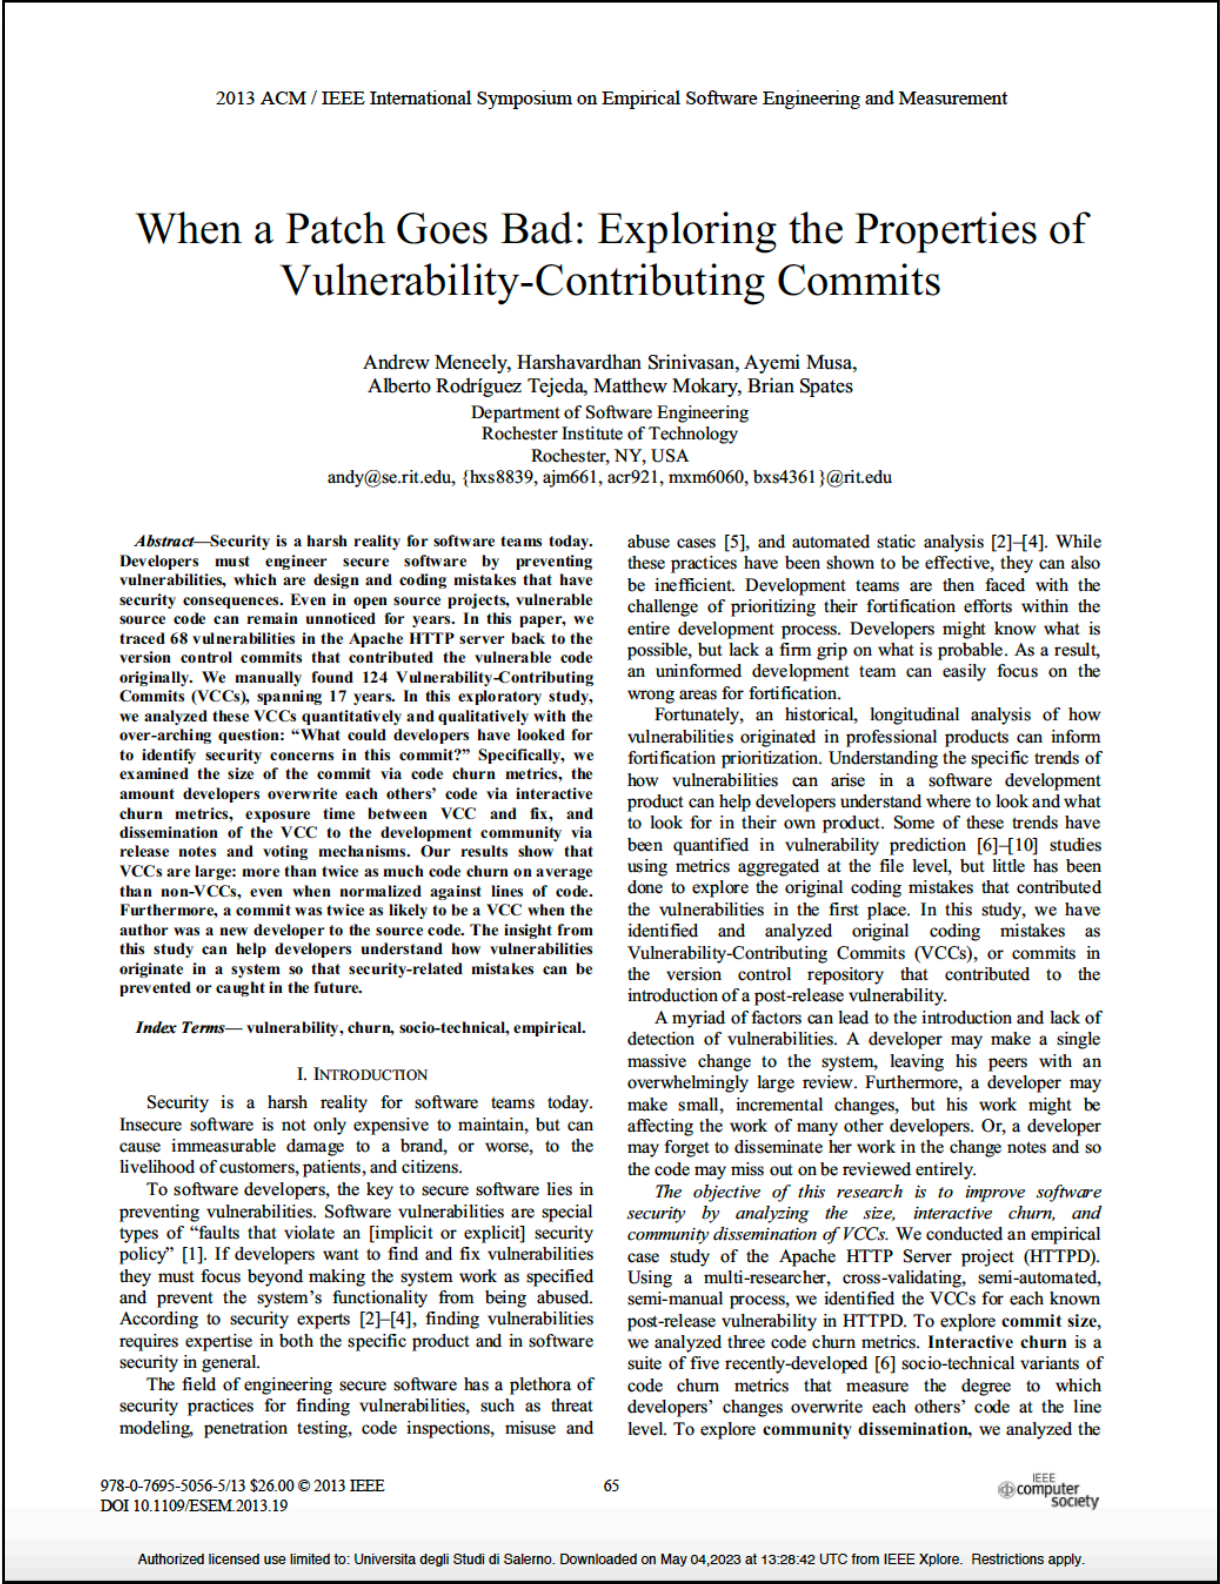 2013 ACM / IEEE International Symposium on Empirical Software Engineering and Measurement
When a Patch Goes Bad: Exploring the Properties of
Vulnerability-Contributing Commits
Andrew Meneely, Harshavardhan Srinivasan, Ayemi Musa,
Alberto Rodríguez Tejeda, Matthew Mokary, Brian Spates
Department of Software Engineering
Rochester Institute of Technology
Rochester, NY, USA
andy@se.rit.edu, {hxs8839, ajm661, acr921, mxm6060, bxs4361}@rit.edu
Abstract—Security is a harsh reality for software teams today.
Developers must engineer secure software by preventing
vulnerabilities, which are design and coding mistakes that have
security consequences. Even in open source projects, vulnerable
source code can remain unnoticed for years. In this paper, we
traced 68 vulnerabilities in the Apache HTTP server back to the
version control commits that contributed the vulnerable code
originally. We manually found 124 Vulnerability-Contributing
Commits (VCCs), spanning 17 years. In this exploratory study,
we analyzed these VCCs quantitatively and qualitatively with the
over-arching question: “What could developers have looked for
to identify security concerns in this commit?” Specifically, we
examined the size of the commit via code churn metrics, the
amount developers overwrite each others’ code via interactive
churn metrics, exposure time between VCC and fix, and
dissemination of the VCC to the development community via
release notes and voting mechanisms. Our results show that
VCCs are large: more than twice as much code churn on average
than non-VCCs, even when normalized against lines of code.
Furthermore, a commit was twice as likely to be a VCC when the
author was a new developer to the source code. The insight from
this study can help developers understand how vulnerabilities
originate in a system so that security-related mistakes can be
prevented or caught in the future.
Index Terms— vulnerability, churn, socio-technical, empirical.
I. INTRODUCTION
Security is a harsh reality for software teams today.
Insecure software is not only expensive to maintain, but can
cause immeasurable damage to a brand, or worse, to the
livelihood of customers, patients, and citizens.
To software developers, the key to secure software lies in
preventing vulnerabilities. Software vulnerabilities are special
types of “faults that violate an [implicit or explicit] security
policy” [1]. If developers want to find and fix vulnerabilities
they must focus beyond making the system work as specified
and prevent the system’s functionality from being abused.
According to security experts [2]–[4], finding vulnerabilities
requires expertise in both the specific product and in software
security in general.
The field of engineering secure software has a plethora of
security practices for finding vulnerabilities, such as threat
modeling, penetration testing, code inspections, misuse and
abuse cases [5], and automated static analysis [2]–[4]. While
these practices have been shown to be effective, they can also
be inefficient. Development teams are then faced with the
challenge of prioritizing their fortification efforts within the
entire development process. Developers might know what is
possible, but lack a firm grip on what is probable. As a result,
an uninformed development team can easily focus on the
wrong areas for fortification.
Fortunately, an historical, longitudinal analysis of how
vulnerabilities originated in professional products can inform
fortification prioritization. Understanding the specific trends of
how vulnerabilities can arise in a software development
product can help developers understand where to look and what
to look for in their own product. Some of these trends have
been quantified in vulnerability prediction [6]–[10] studies
using metrics aggregated at the file level, but little has been
done to explore the original coding mistakes that contributed
the vulnerabilities in the first place. In this study, we have
identified and analyzed original coding mistakes as
Vulnerability-Contributing Commits (VCCs), or commits in
the version control repository that contributed to the
introduction of a post-release vulnerability.
A myriad of factors can lead to the introduction and lack of
detection of vulnerabilities. A developer may make a single
massive change to the system, leaving his peers with an
overwhelmingly large review. Furthermore, a developer may
make small, incremental changes, but his work might be
affecting the work of many other developers. Or, a developer
may forget to disseminate her work in the change notes and so
the code may miss out on be reviewed entirely.
The objective of this research is to improve software
security by analyzing the size, interactive churn, and
community dissemination of VCCs. We conducted an empirical
case study of the Apache HTTP Server project (HTTPD).
Using a multi-researcher, cross-validating, semi-automated,
semi-manual process, we identified the VCCs for each known
post-release vulnerability in HTTPD. To explore commit size,
we analyzed three code churn metrics. Interactive churn is a
suite of five recently-developed [6] socio-technical variants of
code churn metrics that measure the degree to which
developers’ changes overwrite each others’ code at the line
level. To explore community dissemination, we analyzed the
978-0-7695-5056-5/13 $26.00 © 2013 IEEE
DOI 10.1109/ESEM.2013.19
65
IEEE
computer
society
Authorized licensed use limited to: Universita degli Studi di Salerno. Downloaded on May 04,2023 at 13:28:42 UTC from IEEE Xplore. Restrictions apply.